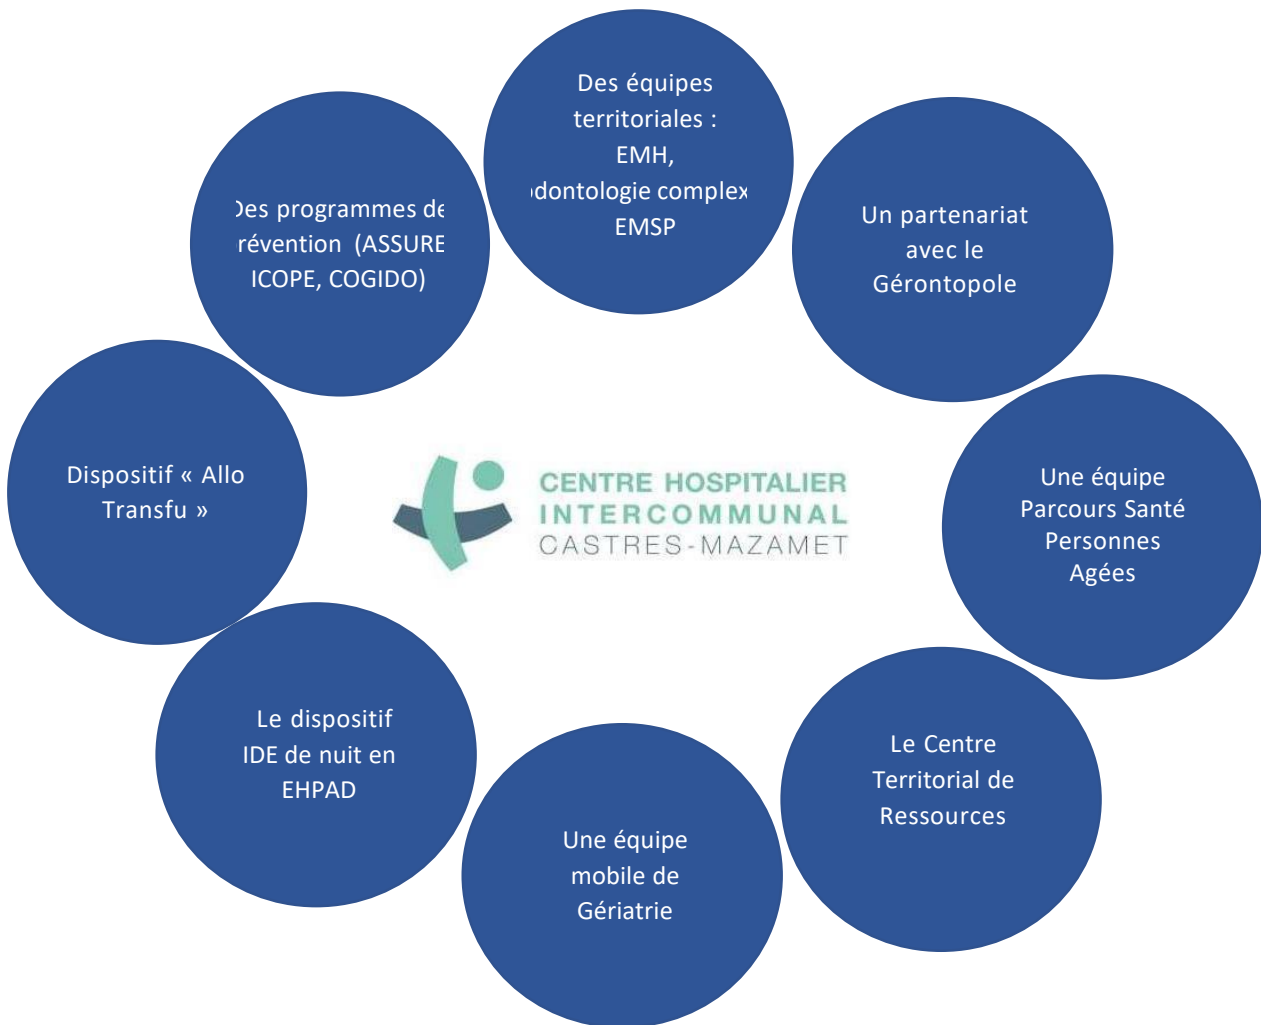 Des équipes
territoriales :
EMH,
odontologie complex
EMSP
Un partenariat
avec le
Gérontopole
Une équipe
Parcours Santé
Personnes
Agées
Le Centre
Territorial de
Ressources
Une équipe
mobile de
Gériatrie
Le dispositif
IDE de nuit en
EHPAD
Dispositif « Allo
Transfu »
Des programmes de
révention (ASSURE
ICOPE, COGIDO)
CENTRE HOSPITALIER
INTERCOMMUNAL
CASTRES-MAZAMET